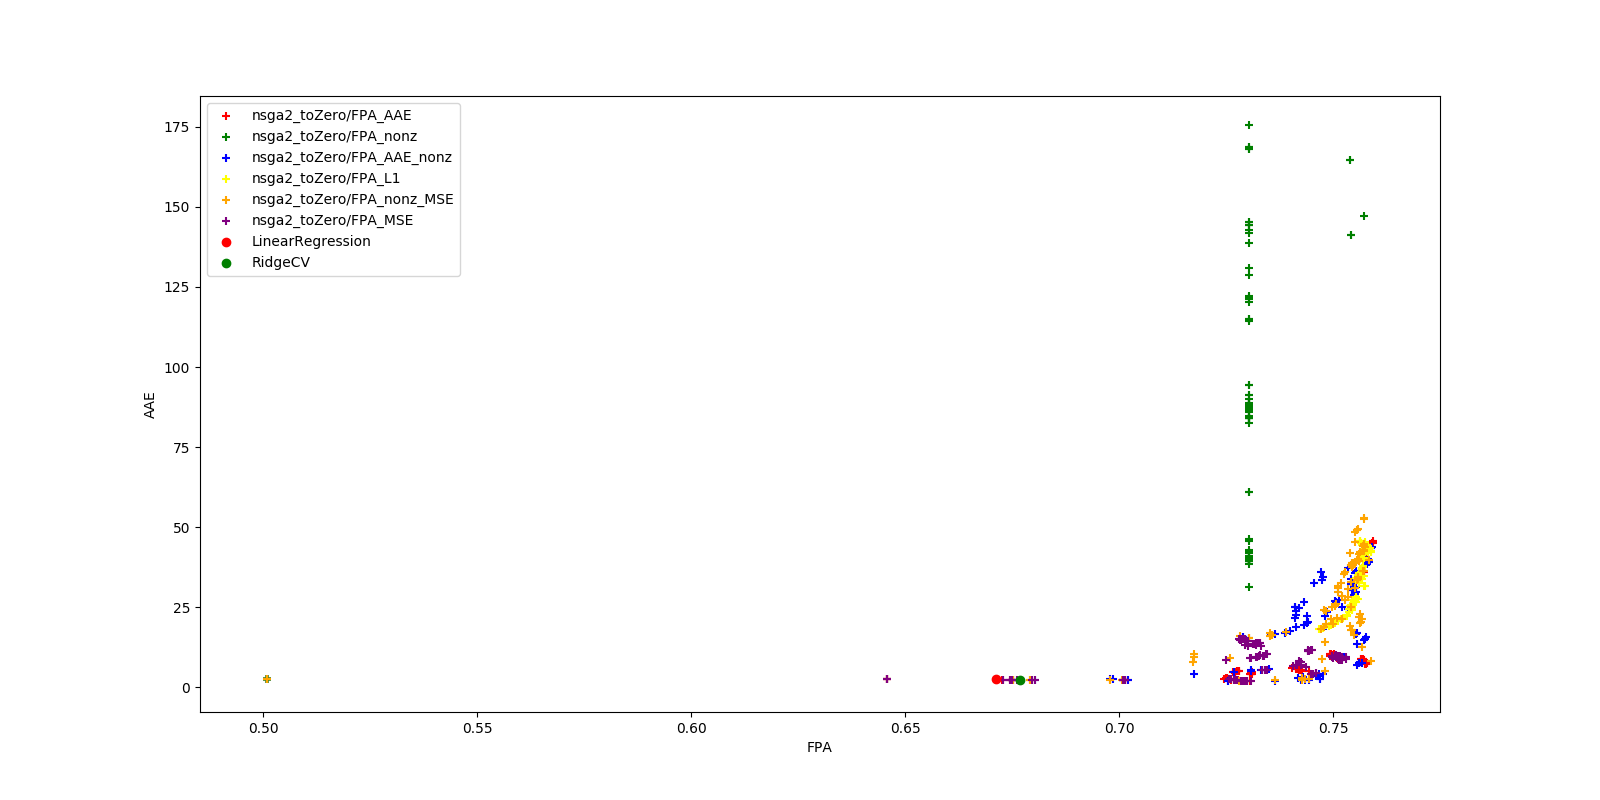 nsga2_toZero/FPA_AAE
nsga2_toZero/FPA_nonz
nsga2_toZero/FPA_AAE_nonz
nsga2_toZero/FPA_L1
nsga2_toZero/FPA_nonz_MSE
nsga2_toZero/FPA_MSE
LinearRegression
RidgeCV
175
150
125
100
75
50
25
0
AAE
0.50 0.55 0.60 0.65 0.70 0.75
FPA